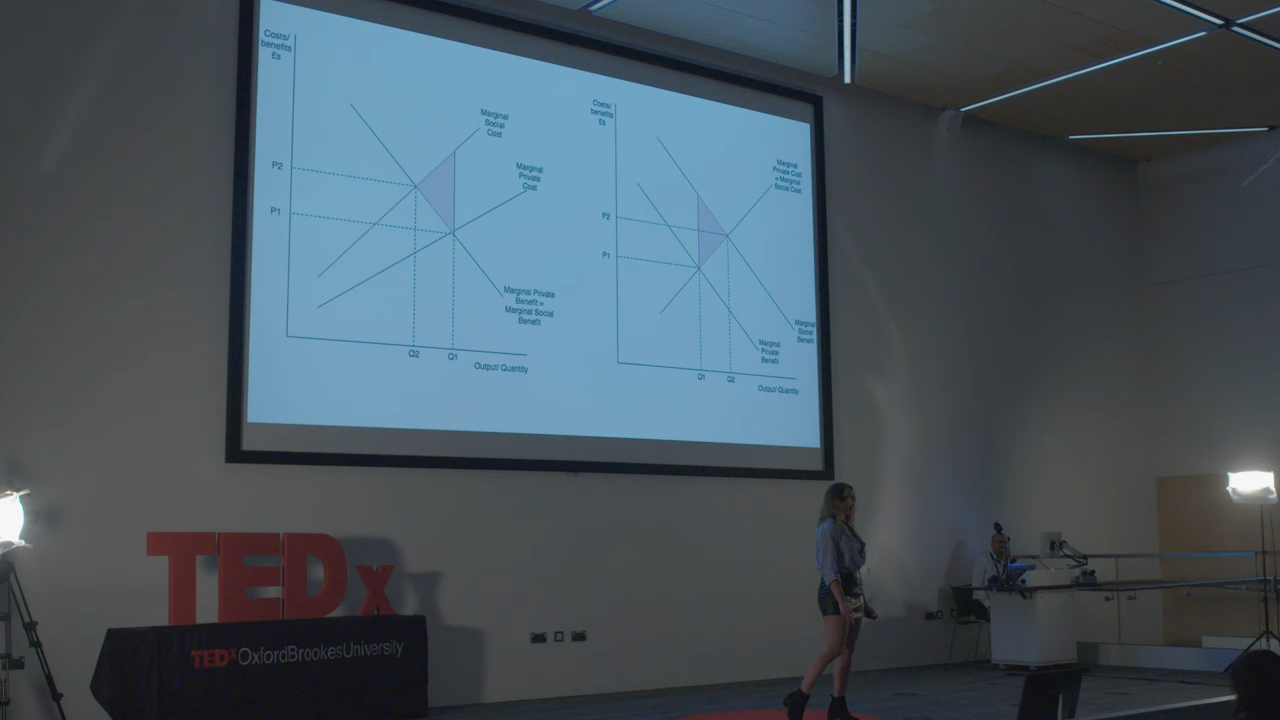 Costs/
benefits
£s
Marginal
Social
Cost
Marginal
Private
Cost
P2
P1
Marginal Private
Benefit =
Marginal Social
Benefit
Q2
Q1
Output/ Quantity
Costs/
benefits
£s
Marginal
Private Cost
= Marginal
Social Cost
P2
P1
Marginal
Social
Benefit
Marginal
Private
Benefit
Q1
Q2
Output/ Quantity
TEDx
TEDxOxfordBrookesUniversity